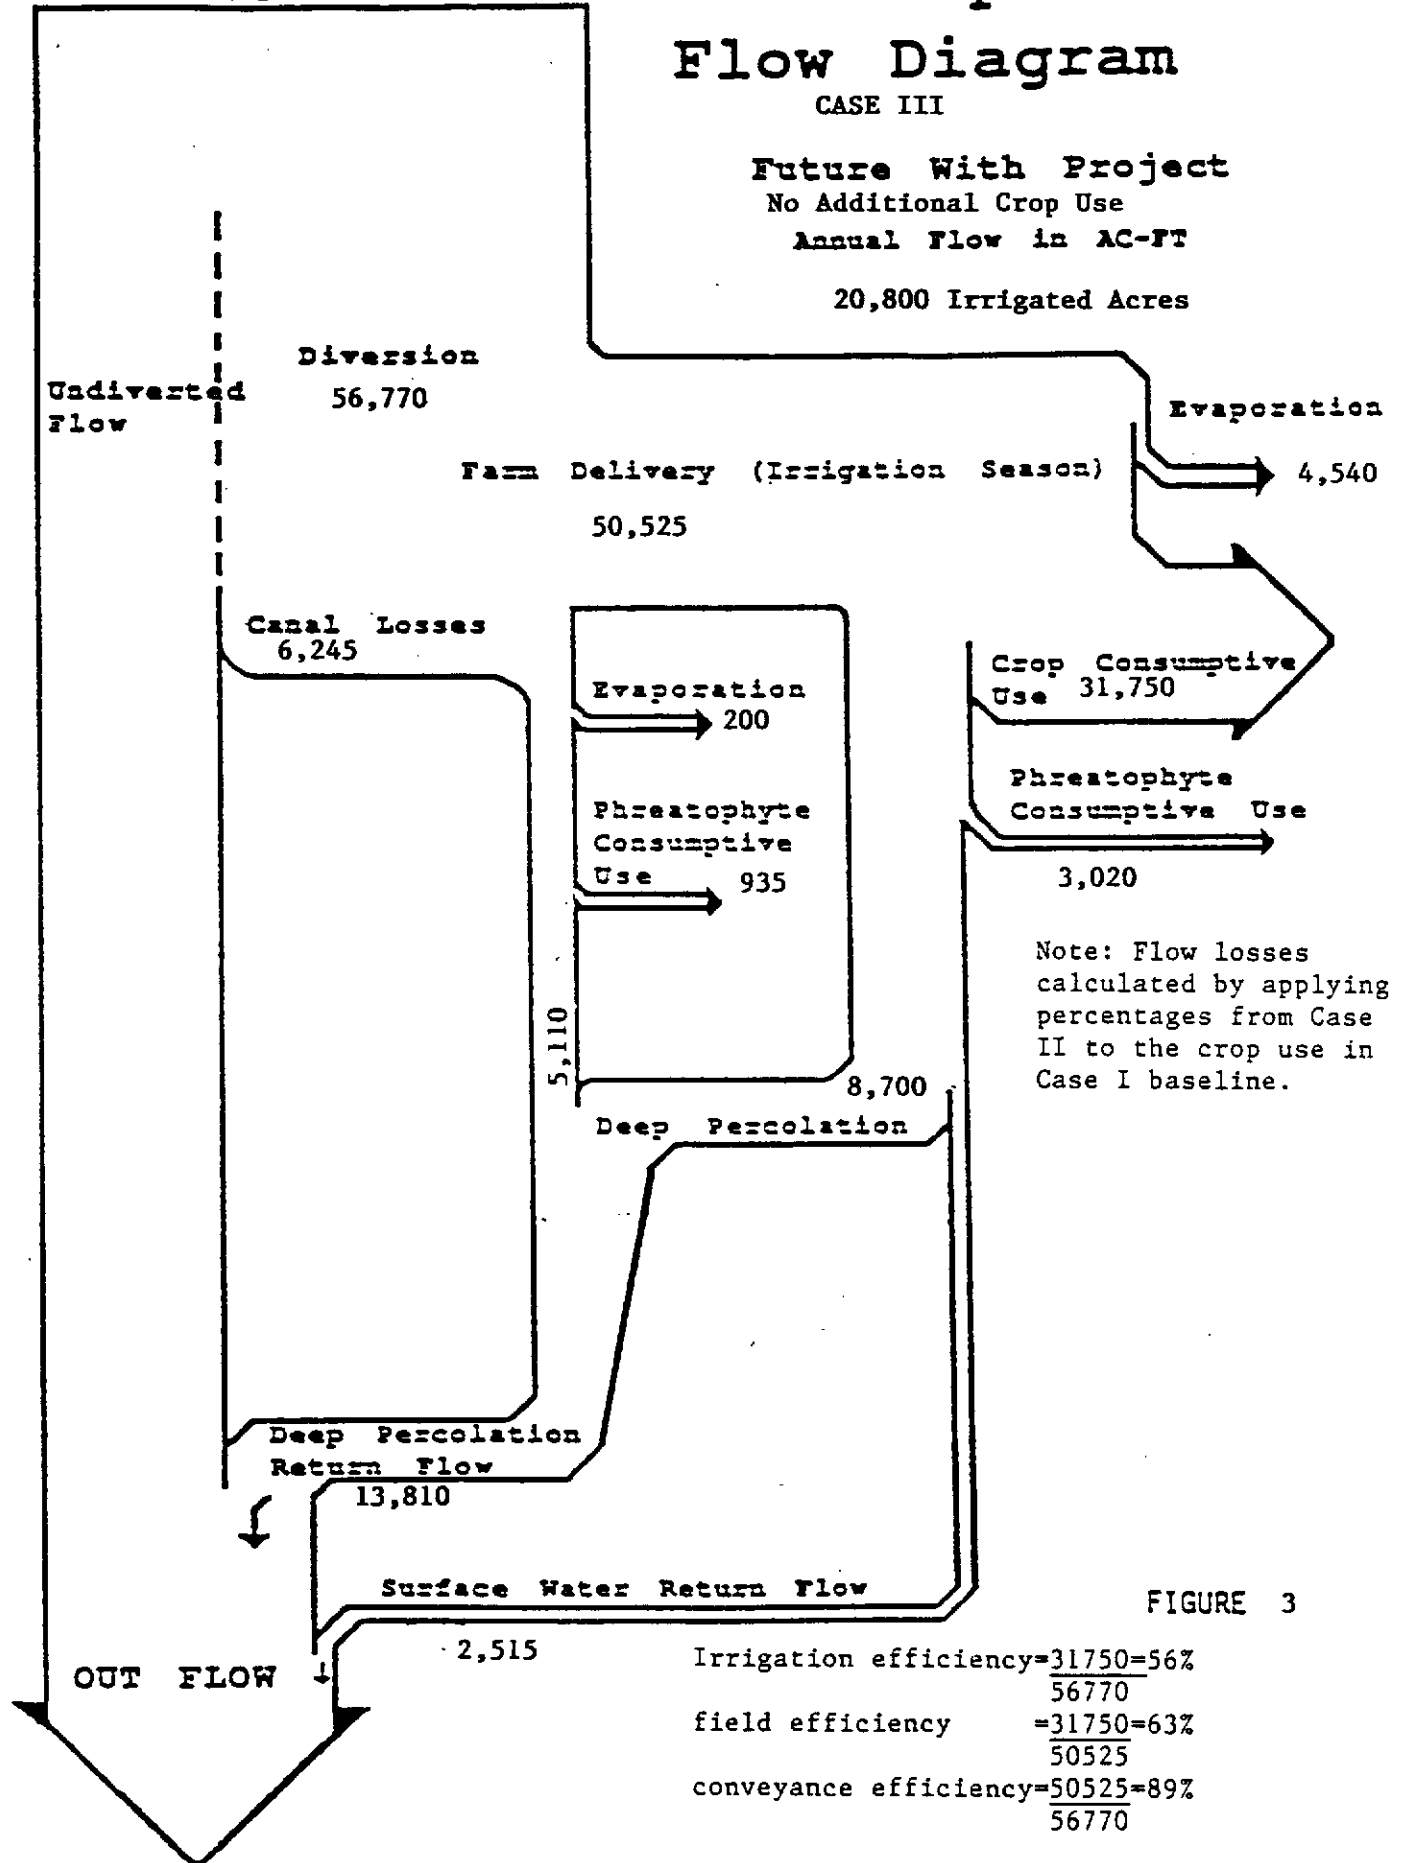 Flow Diagram
CASE III
Future With Project
No Additional Crop Use
Annual Flow in AC-FT
20,800 Irrigated Acres
Diversion
56,770
Undiverted
Flow
Evaporation
4,540
Farm Delivery (Irrigation Season)
50,525
Canal Losses
6,245
Evaporation
200
Crop Consumptive
Use 31,750
Phreatophyte
Consumptive Use
3,020
Phreatophyte
Consumptive
Use 935
Note: Flow losses
calculated by applying
percentages from Case
II to the crop use in
Case I baseline.
5,110
8,700
Deep Percolation
Deep Percolation
Return Flow
13,810
Surface Water Return Flow
2,515
OUT FLOW
FIGURE 3
Irrigation efficiency=31750=56%
56770
field efficiency =31750=63%
50525
conveyance efficiency=50525=89%
56770